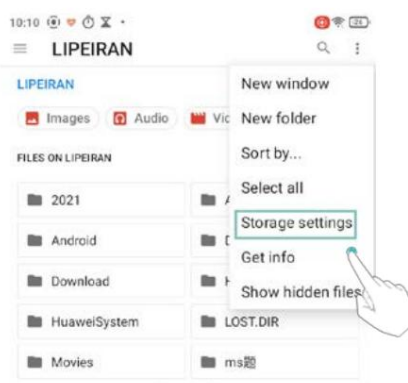 10:10
LIPEIRAN
LIPEIRAN
New window
Images
Audio
New folder
FILES ON LIPEIRAN
Sort by...
Select all
2021
Storage settings
Android
Get info
Download
Show hidden files
HuaweiSystem
LOST.DIR
Movies
ms题